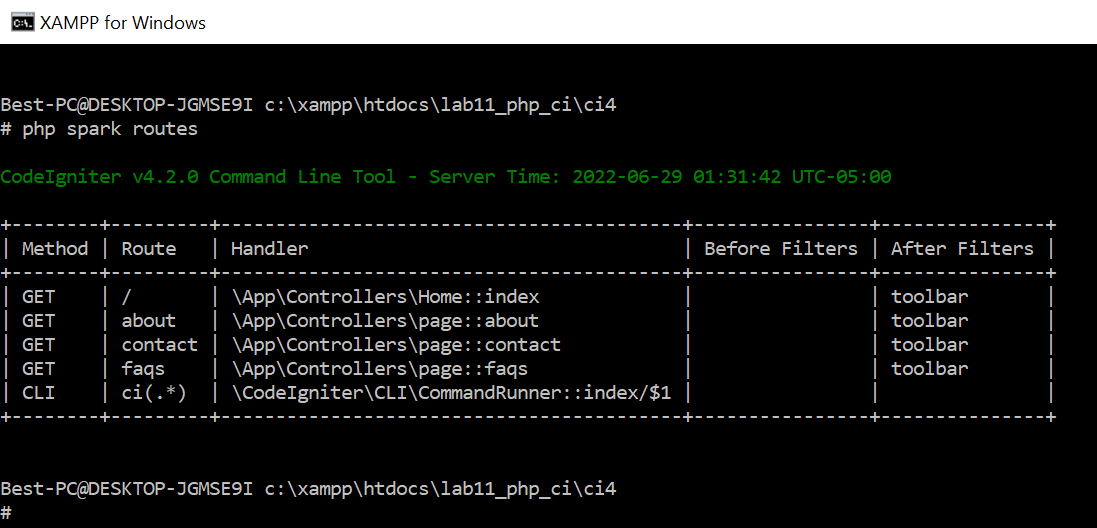 XAMPP for Windows
Best-PC@DESKTOP-JGMSE9I c:\xampp\htdocs\lab11_php_ci\ci4
# php spark routes
CodeIgniter v4.2.0 Command Line Tool - Server Time: 2022-06-29 01:31:42 UTC-05:00
+--------+---------+------------------------------------------+----------------+---------------+
| Method | Route   | Handler                                  | Before Filters | After Filters |
+--------+---------+------------------------------------------+----------------+---------------+
| GET    | /       | \App\Controllers\Home::index             |                | toolbar       |
| GET    | about   | \App\Controllers\page::about             |                | toolbar       |
| GET    | contact | \App\Controllers\page::contact           |                | toolbar       |
| GET    | faqs    | \App\Controllers\page::faqs              |                | toolbar       |
| CLI    | ci(.*)  | \CodeIgniter\CLI\CommandRunner::index/$1 |                |               |
+--------+---------+------------------------------------------+----------------+---------------+
Best-PC@DESKTOP-JGMSE9I c:\xampp\htdocs\lab11_php_ci\ci4
#